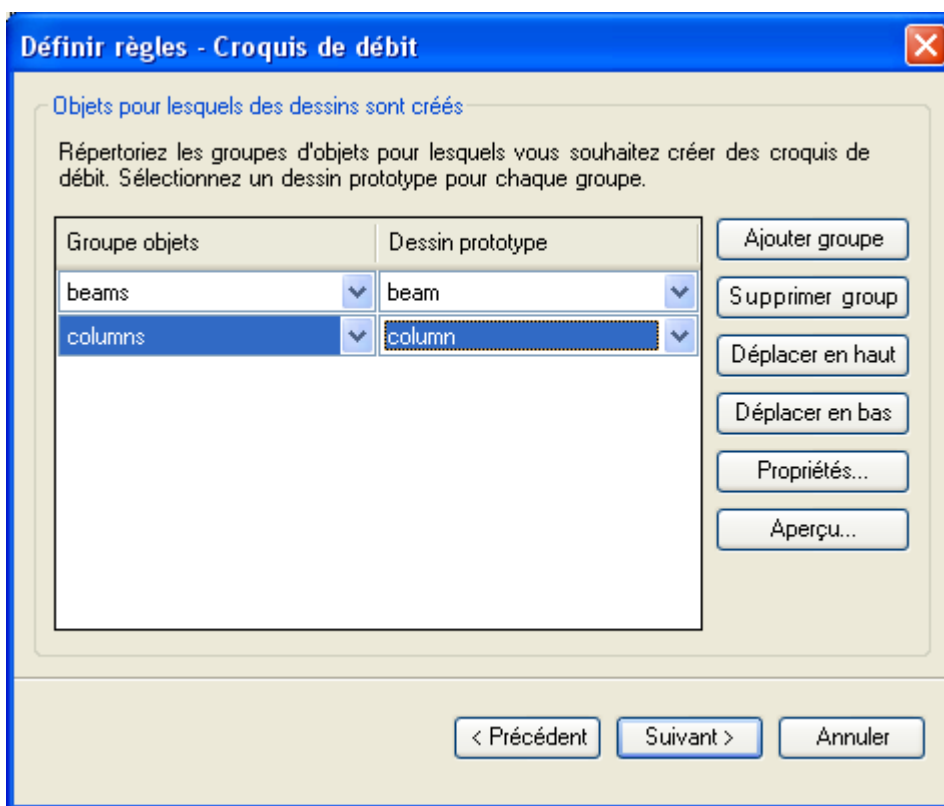 Définir règles - Croquis de débit
Objets pour lesquels des dessins sont créés
Répertoriez les groupes d'objets pour lesquels vous souhaitez créer des croquis de
débit. Sélectionnez un dessin prototype pour chaque groupe.
Groupe objets Dessin prototype
beams beam
columns column
Ajouter groupe
Supprimer group
Déplacer en haut
Déplacer en bas
Propriétés...
Aperçu...
< Précédent Suivant > Annuler